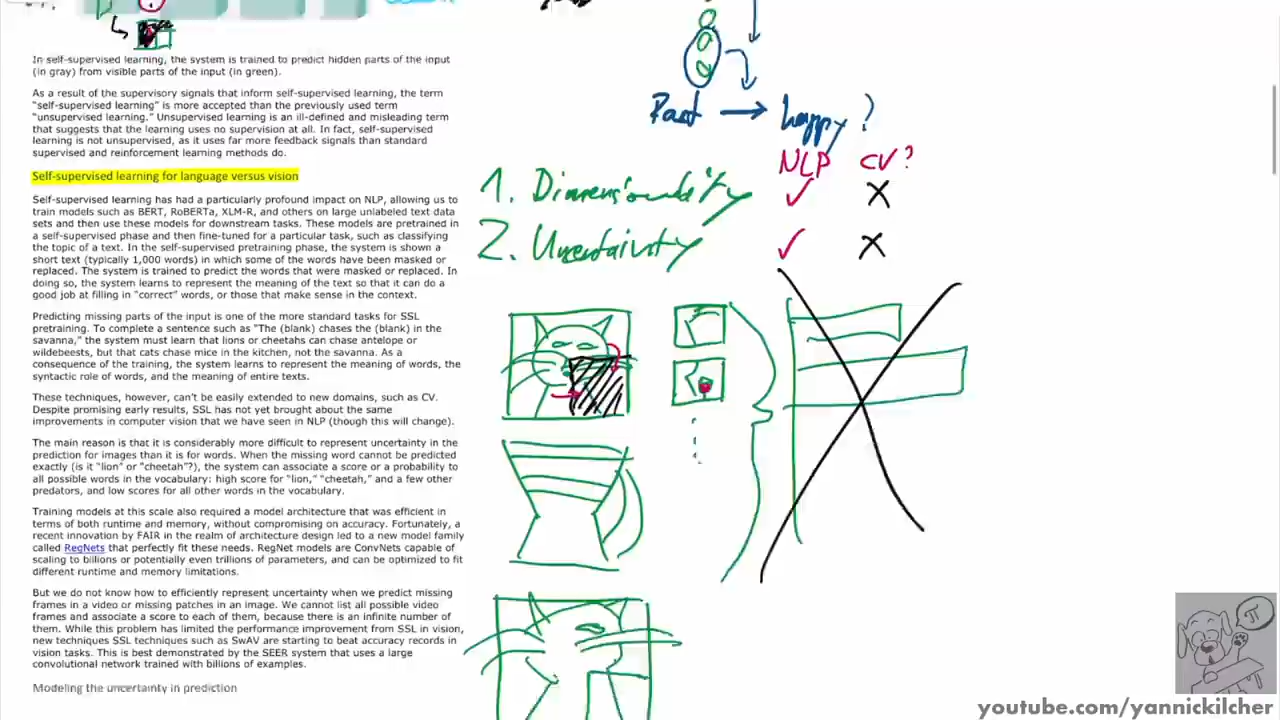 In self-supervised learning, the system is trained to predict hidden parts of the input
(in gray) from visible parts of the input (in green).
As a result of the supervisory signals that inform self-supervised learning, the term
“self-supervised learning” is more accepted than the previously used term
“unsupervised learning.” Unsupervised learning is an ill-defined and misleading term
that suggests that the learning uses no supervision at all. In fact, self-supervised
learning is not unsupervised, as it uses far more feedback signals than standard
supervised and reinforcement learning methods do.
Self-supervised learning for language versus vision
Self-supervised learning has had a particularly profound impact on NLP, allowing us to
train models such as BERT, RoBERTa, XLM-R, and others on large unlabeled text data
sets and then use these models for downstream tasks. These models are pretrained in
a self-supervised phase and then fine-tuned for a particular task, such as classifying
the topic of a text. In the self-supervised pretraining phase, the system is shown a
short text (typically 1,000 words) in which some of the words have been masked or
replaced. The system is trained to predict the words that were masked or replaced. In
doing so, the system learns to represent the meaning of the text so that it can do a
good job at filling in “correct” words, or those that make sense in the context.
Predicting missing parts of the input is one of the more standard tasks for SSL
pretraining. To complete a sentence such as “The (blank) chases the (blank) in the
savanna,” the system must learn that lions or cheetahs can chase antelope or
wildebeests, but that cats chase mice in the kitchen, not the savanna. As a
consequence of the training, the system learns to represent the meaning of words, the
syntactic role of words, and the meaning of entire texts.
These techniques, however, can’t be easily extended to new domains, such as CV.
Despite promising early results, SSL has not yet brought about the same
improvements in computer vision that we have seen in NLP (though this will change).
The main reason is that it is considerably more difficult to represent uncertainty in the
prediction for images than it is for words. When the missing word cannot be predicted
exactly (is it “lion” or “cheetah”?), the system can associate a score or a probability to
all possible words in the vocabulary: high score for “lion,” “cheetah,” and a few other
predators, and low scores for all other words in the vocabulary.
Training models at this scale also required a model architecture that was efficient in
terms of both runtime and memory, without compromising on accuracy. Fortunately, a
recent innovation by FAIR in the realm of architecture design led to a new model family
called RegNets that perfectly fit these needs. RegNet models are ConvNets capable of
scaling to billions or potentially even trillions of parameters, and can be optimized to fit
different runtime and memory limitations.
But we do not know how to efficiently represent uncertainty when we predict missing
frames in a video or missing patches in an image. We cannot list all possible video
frames and associate a score to each of them, because there is an infinite number of
them. While this problem has limited the performance improvement from SSL in vision,
new techniques SSL techniques such as SwAV are starting to beat accuracy records in
vision tasks. This is best demonstrated by the SEER system that uses a large
convolutional network trained with billions of examples.
Modeling the uncertainty in prediction
happy ?
NLP CV?
1. Dimensionality ✓ X
2. Uncertainty ✓ X
π
youtube.com/yannickilcher